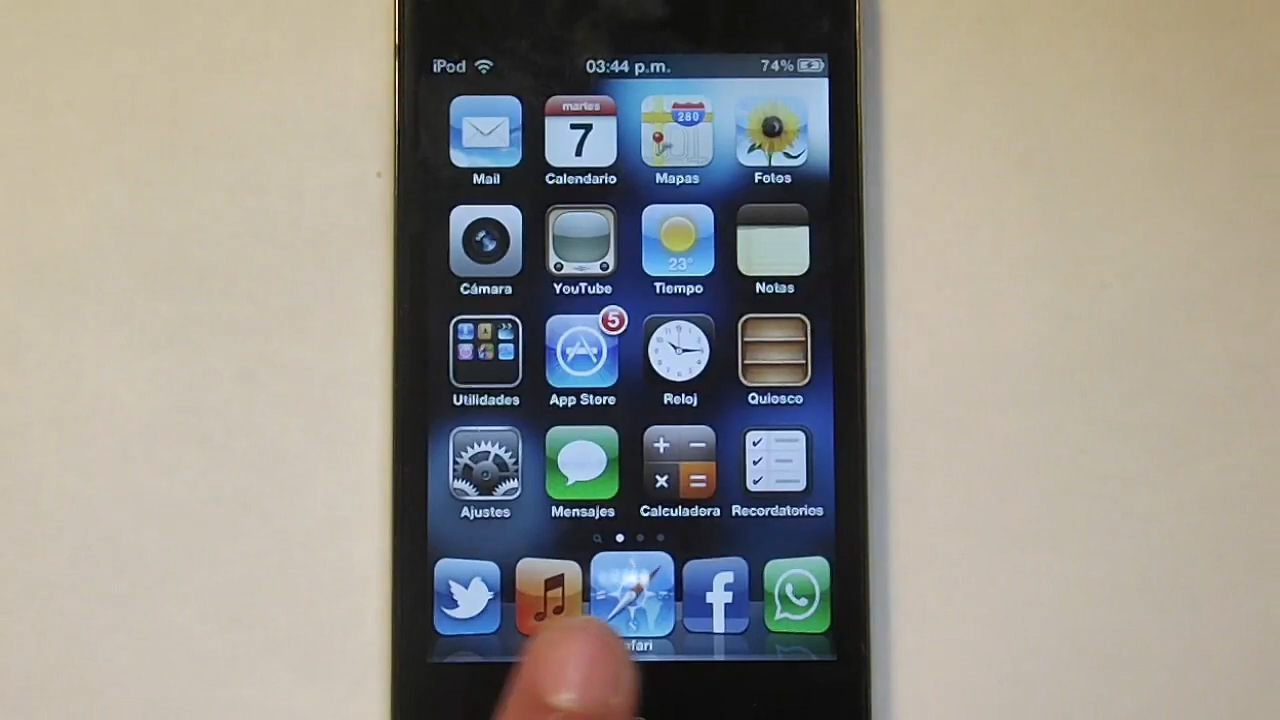 iPod 03:44 p.m. 74%
martes 280
7
Mail Calendario Mapas Fotos
23°
Cámara YouTube Tiempo Notas
5
Utilidades App Store Reloj Quiosco
Ajustes Mensajes Calculadora Recordatorios
afari